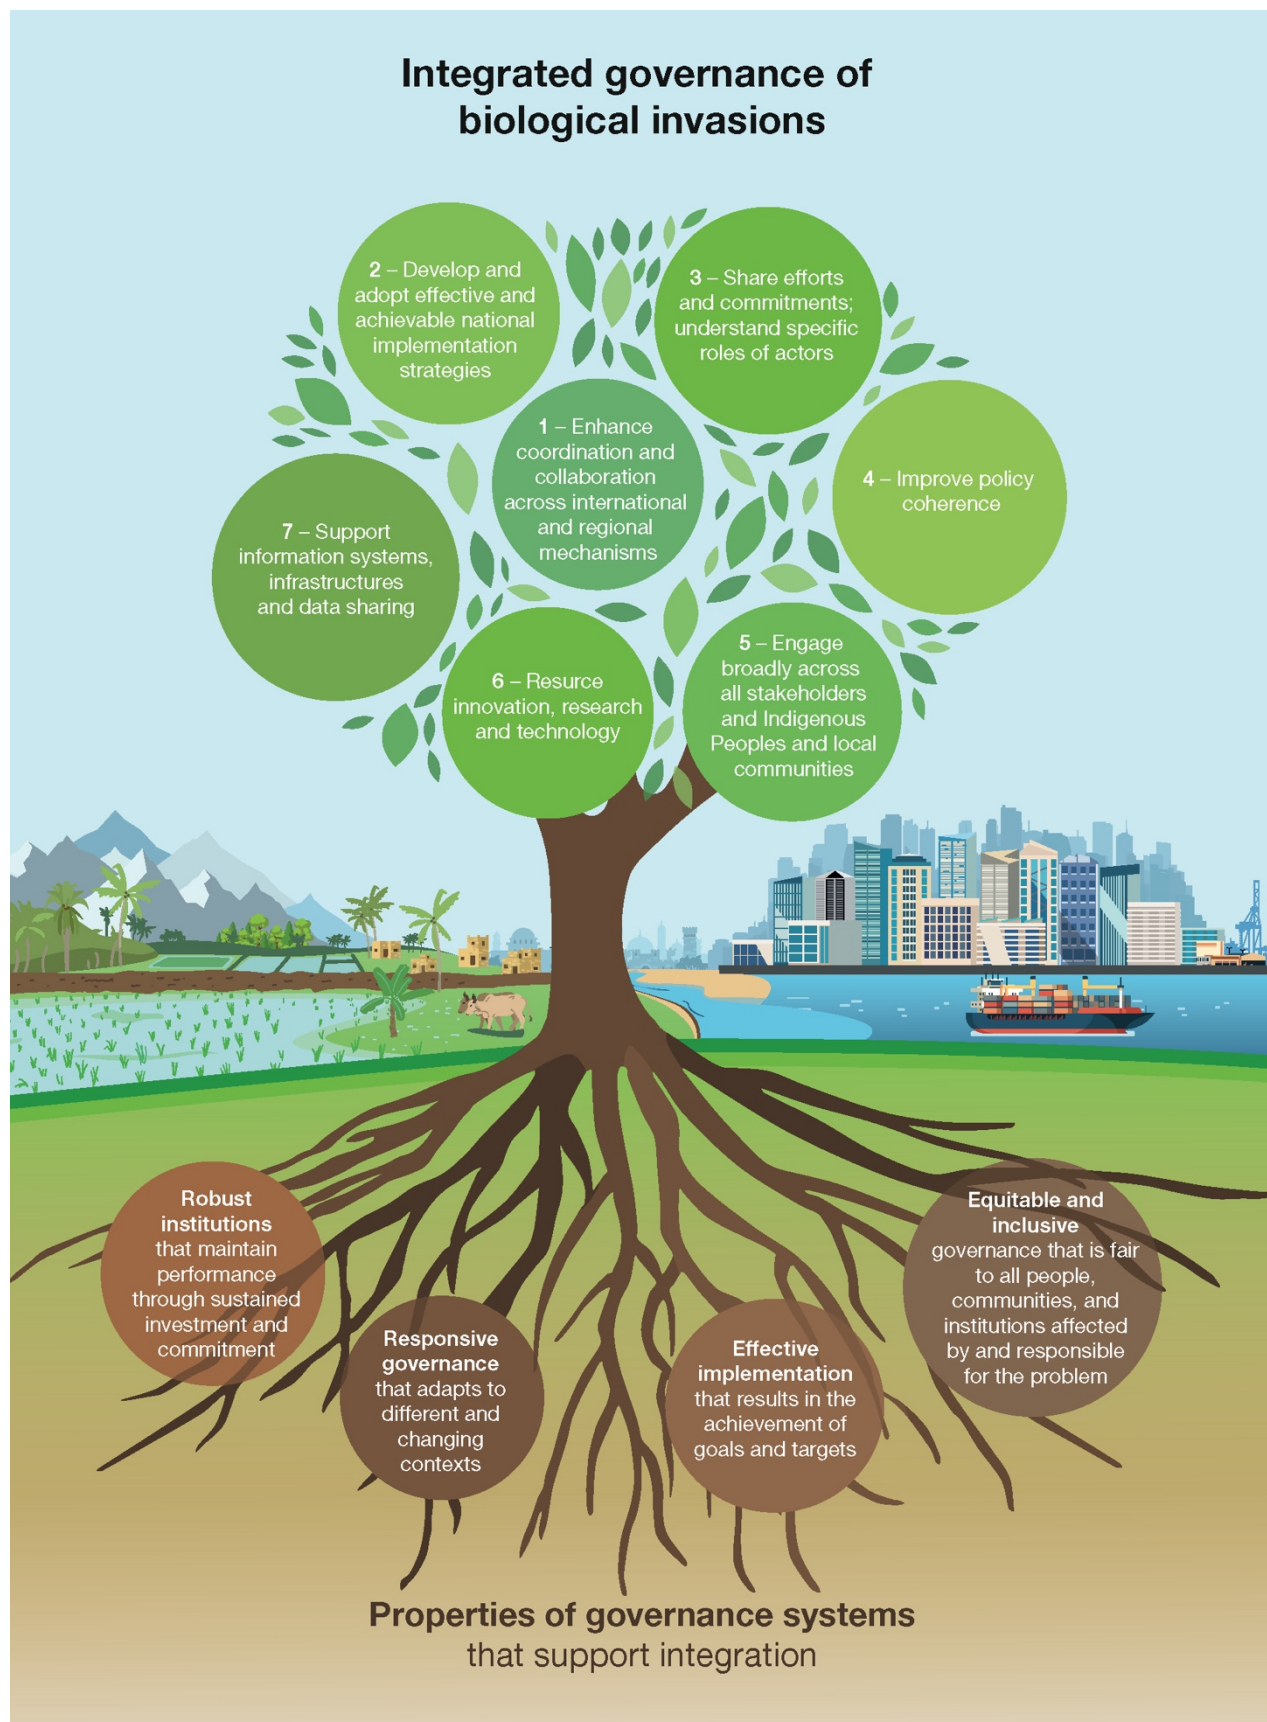 Integrated governance of
biological invasions
2 – Develop and
adopt effective and
achievable national
implementation
strategies
3 – Share efforts
and commitments;
understand specific
roles of actors
1 – Enhance
coordination and
collaboration
across international
and regional
mechanisms
4 – Improve policy
coherence
7 – Support
information systems,
infrastructures
and data sharing
6 – Resurce
innovation, research
and technology
5 – Engage
broadly across
all stakeholders
and Indigenous
Peoples and local
communities
Robust
institutions
that maintain
performance
through sustained
investment and
commitment
Responsive
governance
that adapts to
different and
changing
contexts
Effective
implementation
that results in the
achievement of
goals and targets
Equitable and
inclusive
governance that is fair
to all people,
communities, and
institutions affected
by and responsible
for the problem
Properties of governance systems
that support integration